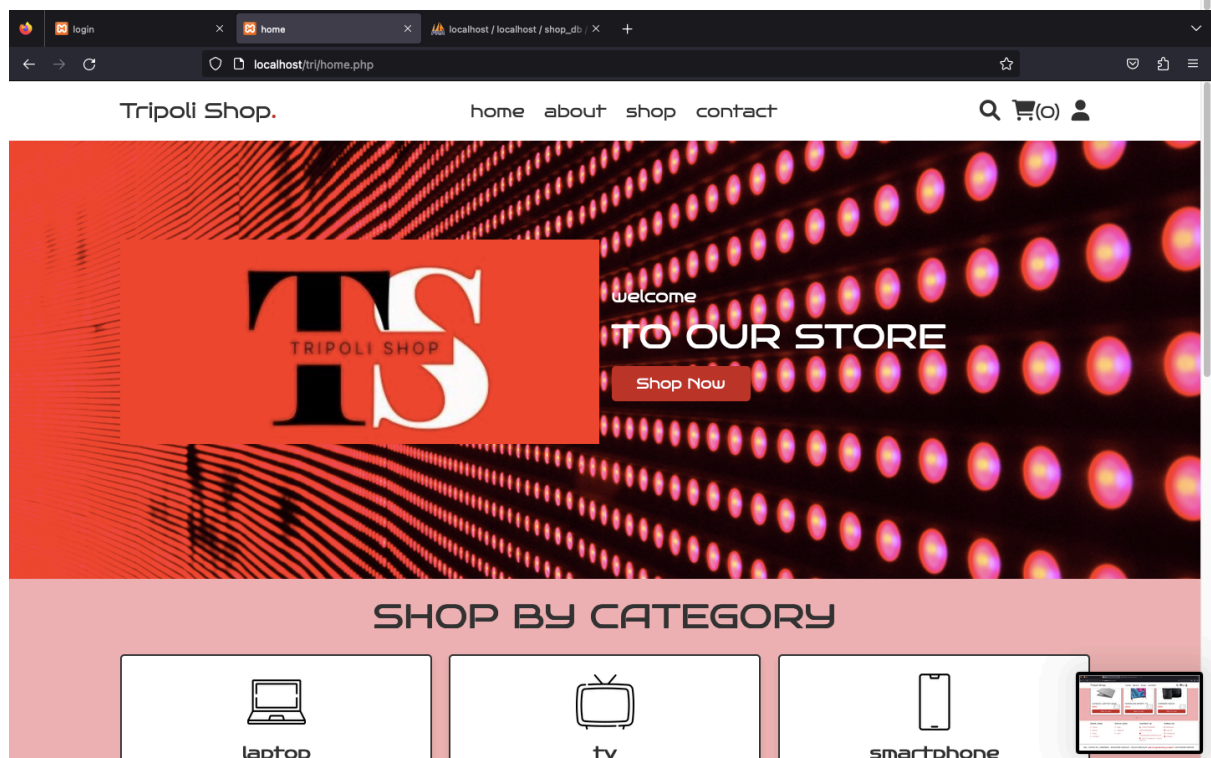 login
home
localhost / localhost / shop_db /
localhost/tri/home.php
Tripoli Shop.
home about shop contact
(0)
TS
TRIPOLI SHOP
welcome
TO OUR STORE
Shop Now
SHOP BY CATEGORY
laptop
tv
smartphone